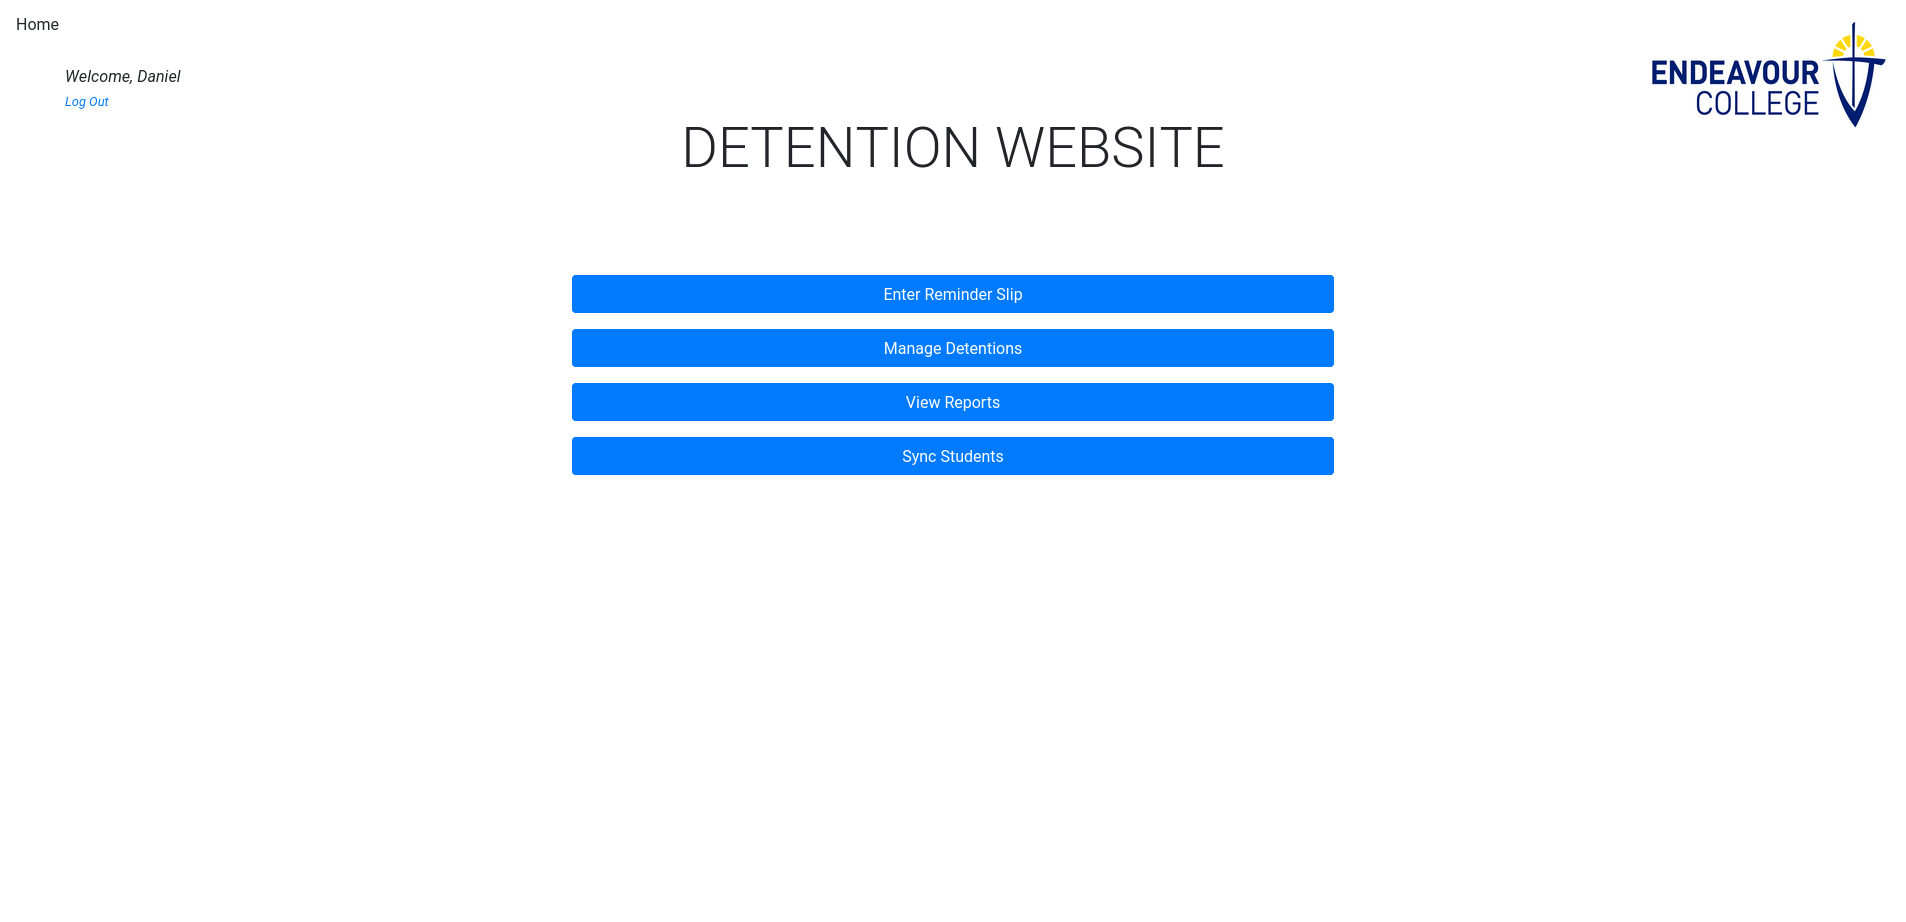 Home
Welcome, Daniel
Log Out
ENDEAVOUR
COLLEGE
DETENTION WEBSITE
Enter Reminder Slip
Manage Detentions
View Reports
Sync Students